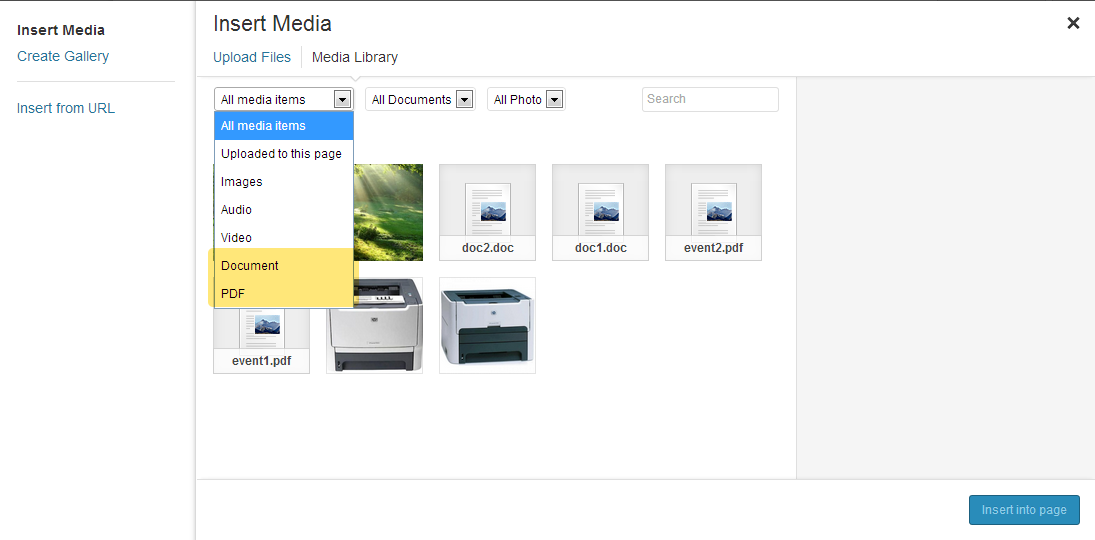 Insert Media
Create Gallery
Insert from URL
Insert Media
Upload Files
Media Library
All media items
All Documents
All Photo
Search
All media items
Uploaded to this page
Images
Audio
Video
Document
PDF
doc2.doc
doc1.doc
event2.pdf
event1.pdf
Insert into page